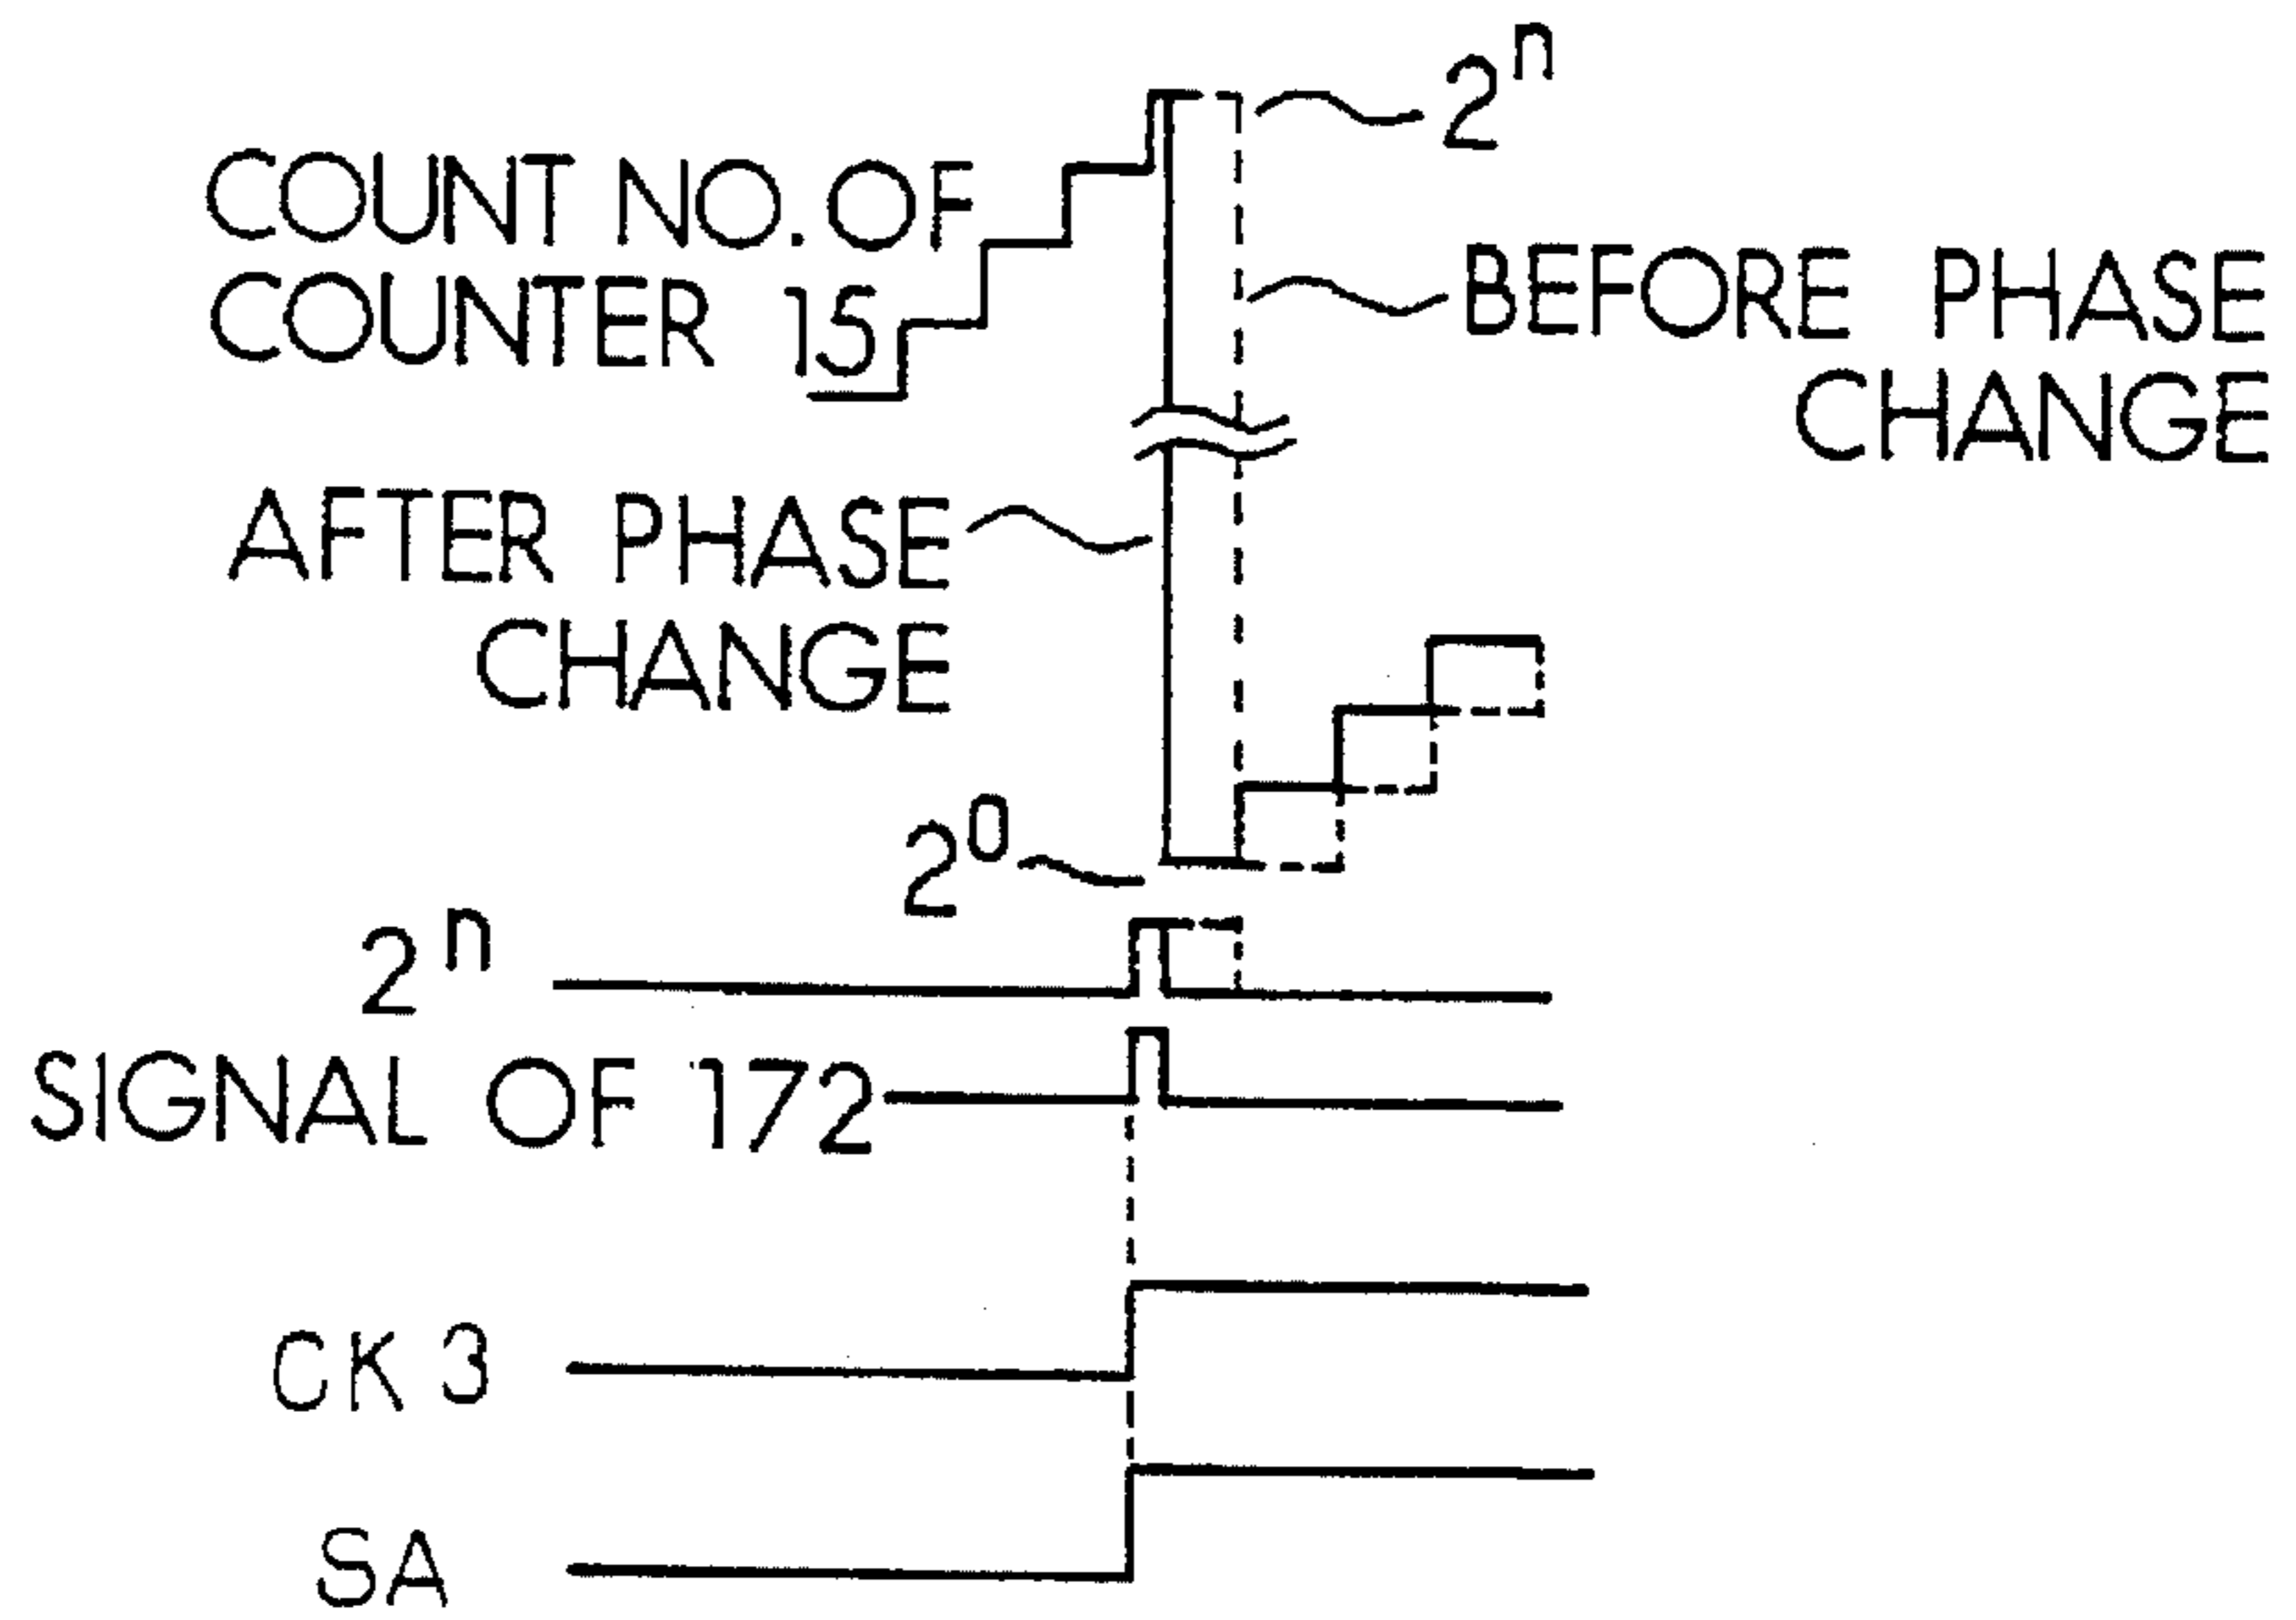 2ⁿ
COUNT NO. OF
COUNTER 15
BEFORE PHASE
CHANGE
AFTER PHASE
CHANGE
2⁰
2ⁿ
SIGNAL OF 172
CK 3
SA